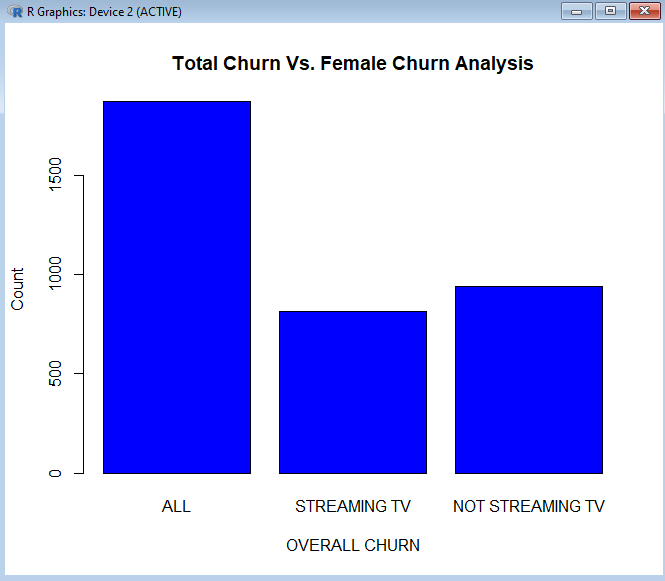 R Graphics: Device 2 (ACTIVE)
Total Churn Vs. Female Churn Analysis
Count
1500
1000
500
0
ALL
STREAMING TV
NOT STREAMING TV
OVERALL CHURN